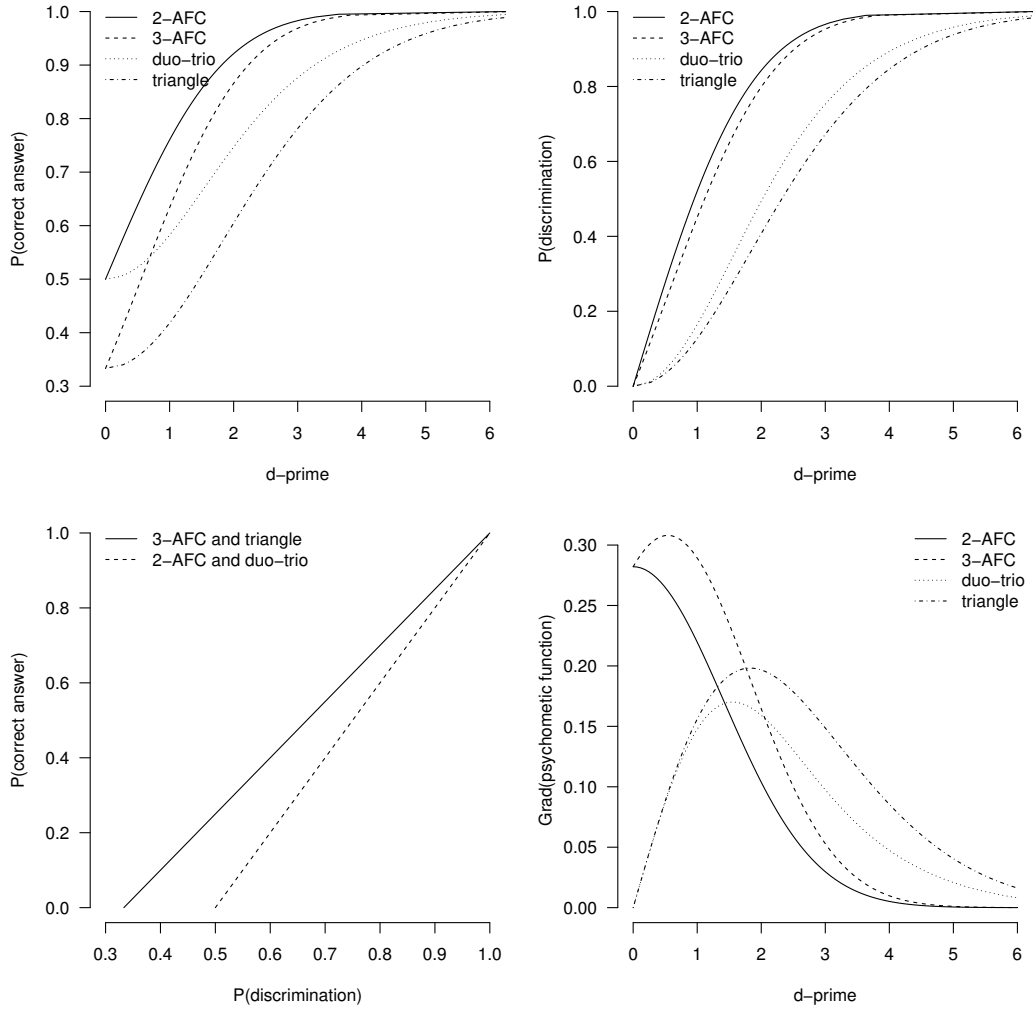 2−AFC
3−AFC
duo−trio
triangle
1.0
0.9
0.8
0.7
0.6
0.5
0.4
0.3
P(correct answer)
0 1 2 3 4 5 6
d−prime
2−AFC
3−AFC
duo−trio
triangle
1.0
0.8
0.6
0.4
0.2
0.0
P(discrimination)
0 1 2 3 4 5 6
d−prime
3−AFC and triangle
2−AFC and duo−trio
1.0
0.8
0.6
0.4
0.2
0.0
P(correct answer)
0.3 0.4 0.5 0.6 0.7 0.8 0.9 1.0
P(discrimination)
2−AFC
3−AFC
duo−trio
triangle
0.30
0.25
0.20
0.15
0.10
0.05
0.00
Grad(psychometic function)
0 1 2 3 4 5 6
d−prime